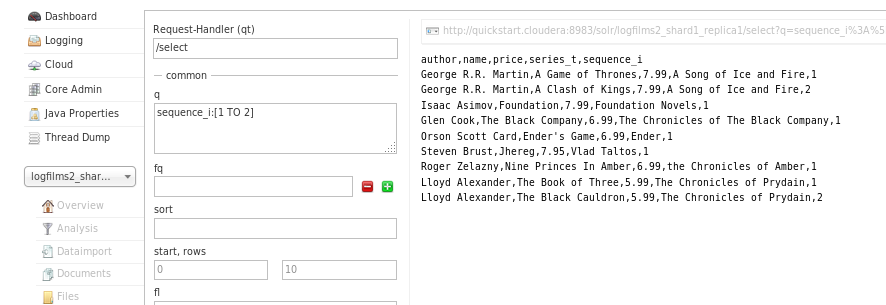 Dashboard
Logging
Cloud
Core Admin
Java Properties
Thread Dump
logfilms2_shar...
Overview
Analysis
Dataimport
Documents
Files
Request-Handler (qt)
/select
common
q
sequence_i:[1 TO 2]
fq
sort
start, rows
0
10
fl
http://quickstart.cloudera:8983/solr/logfilms2_shard1_replica1/select?q=sequence_i%3A%5
author,name,price,series_t,sequence_i
George R.R. Martin,A Game of Thrones,7.99,A Song of Ice and Fire,1
George R.R. Martin,A Clash of Kings,7.99,A Song of Ice and Fire,2
Isaac Asimov,Foundation,7.99,Foundation Novels,1
Glen Cook,The Black Company,6.99,The Chronicles of The Black Company,1
Orson Scott Card,Ender's Game,6.99,Ender,1
Steven Brust,Jhereg,7.95,Vlad Taltos,1
Roger Zelazny,Nine Princes In Amber,6.99,the Chronicles of Amber,1
Lloyd Alexander,The Book of Three,5.99,The Chronicles of Prydain,1
Lloyd Alexander,The Black Cauldron,5.99,The Chronicles of Prydain,2